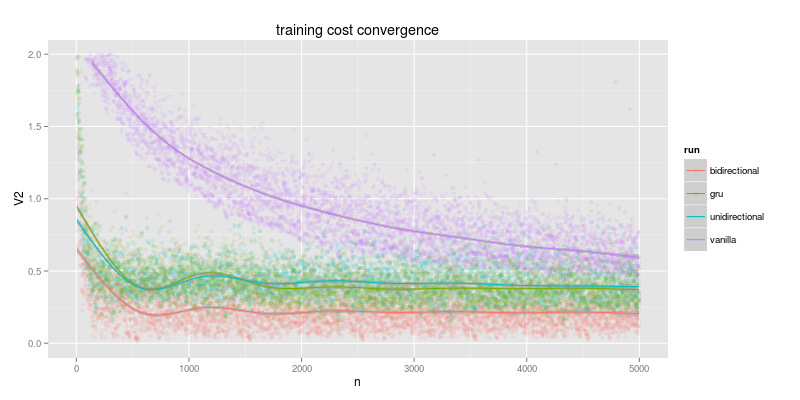 training cost convergence
V2
2.0
1.5
1.0
0.5
0.0
0
1000
2000
3000
4000
5000
n
run
bidirectional
gru
unidirectional
vanilla